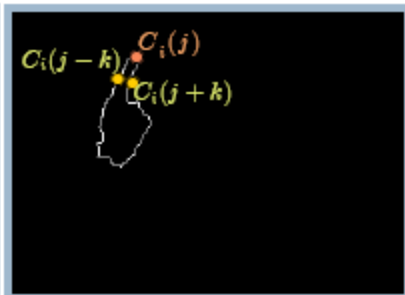 C_i(j)
C_i(j − k)
C_i(j + k)